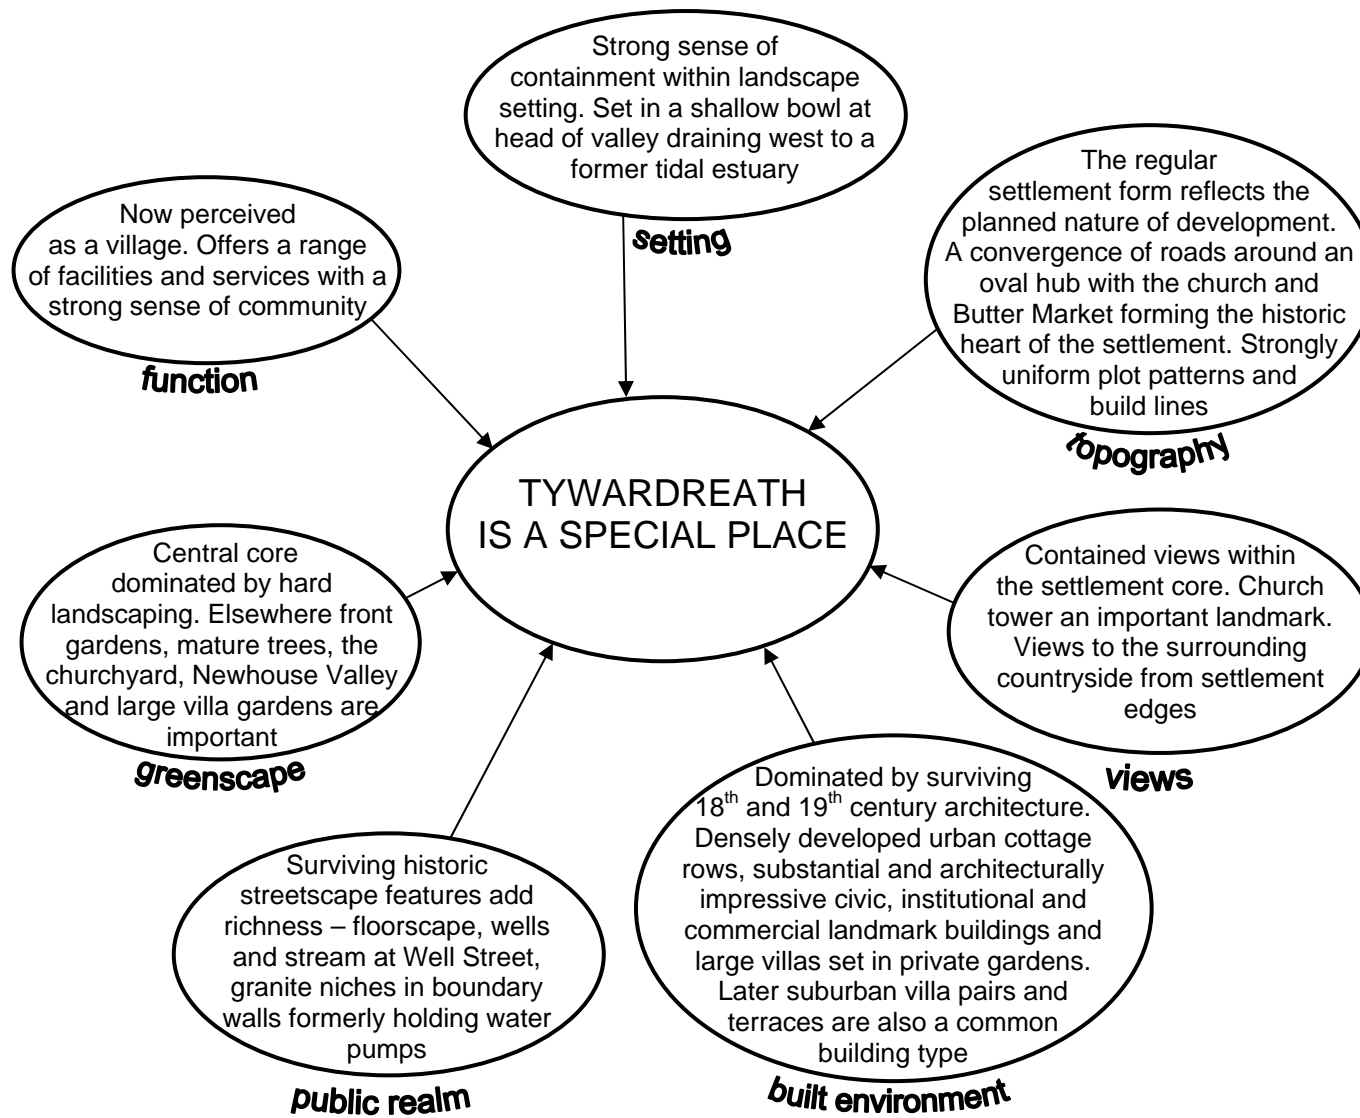 Strong sense of
containment within landscape
setting. Set in a shallow bowl at
head of valley draining west to a
former tidal estuary
setting
The regular
settlement form reflects the
planned nature of development.
A convergence of roads around an
oval hub with the church and
Butter Market forming the historic
heart of the settlement. Strongly
uniform plot patterns and
build lines
topography
Now perceived
as a village. Offers a range
of facilities and services with a
strong sense of community
function
TYWARDREATH
IS A SPECIAL PLACE
Central core
dominated by hard
landscaping. Elsewhere front
gardens, mature trees, the
churchyard, Newhouse Valley
and large villa gardens are
important
greenscape
Contained views within
the settlement core. Church
tower an important landmark.
Views to the surrounding
countryside from settlement
edges
views
Surviving historic
streetscape features add
richness – floorscape, wells
and stream at Well Street,
granite niches in boundary
walls formerly holding water
pumps
public realm
Dominated by surviving
18th and 19th century architecture.
Densely developed urban cottage
rows, substantial and architecturally
impressive civic, institutional and
commercial landmark buildings and
large villas set in private gardens.
Later suburban villa pairs and
terraces are also a common
building type
built environment